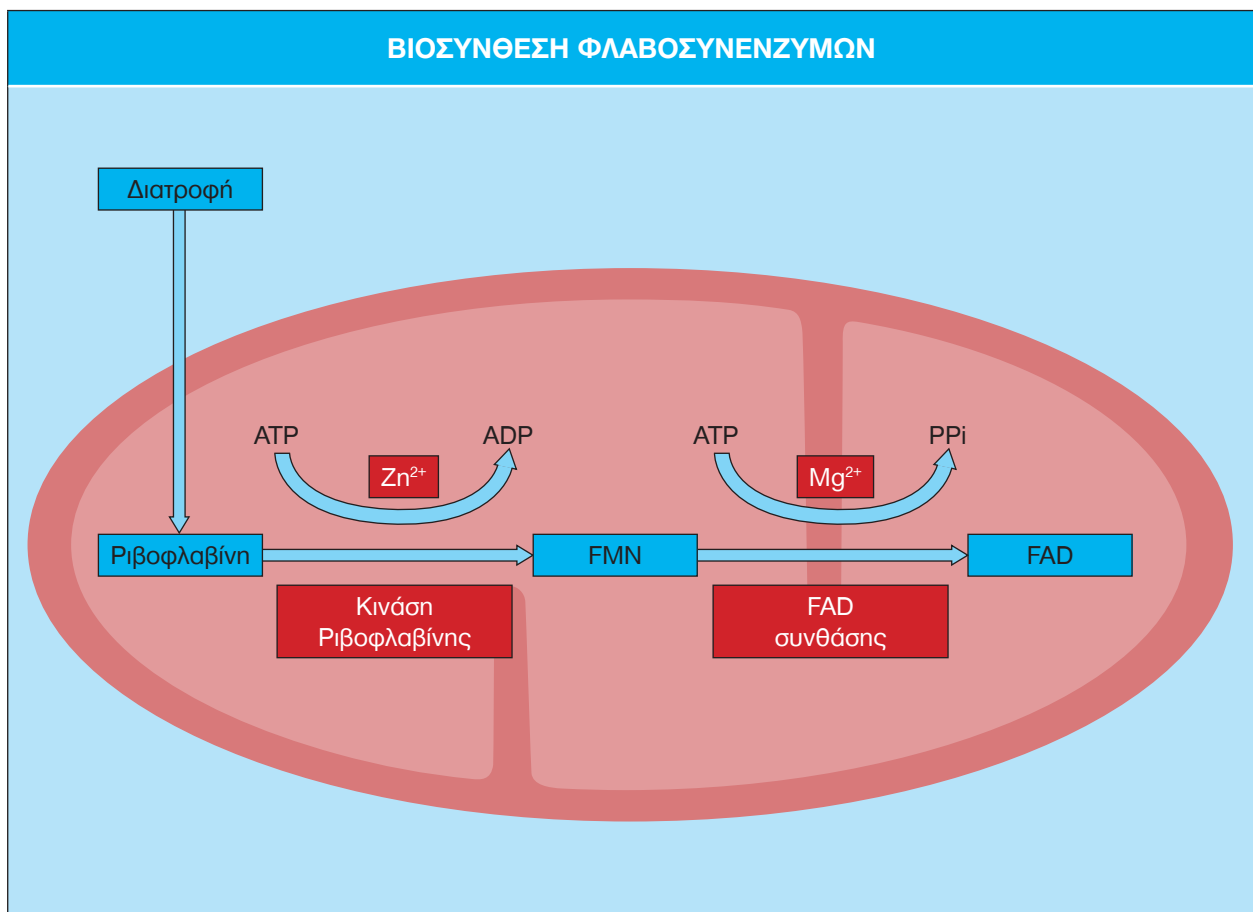 ΒΙΟΣΥΝΘΕΣΗ ΦΛΑΒΟΣΥΝΕΝΖΥΜΩΝ
Διατροφή
ATP
ADP
ATP
PPi
Zn²⁺
Mg²⁺
Ριβοφλαβίνη
FMN
FAD
Κινάση
Ριβοφλαβίνης
FAD
συνθάσης